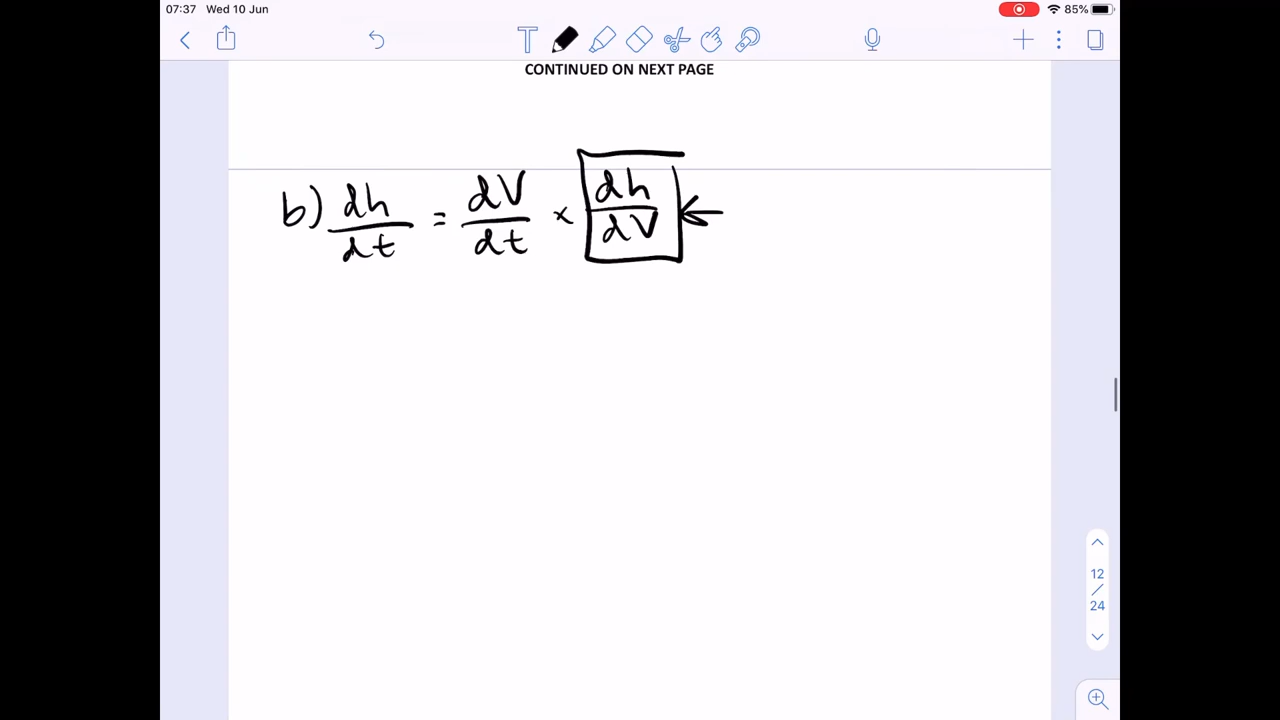 07:37 Wed 10 Jun 85%
T
CONTINUED ON NEXT PAGE
b) dh/dt = dV/dt × dh/dV ←
12
/
24